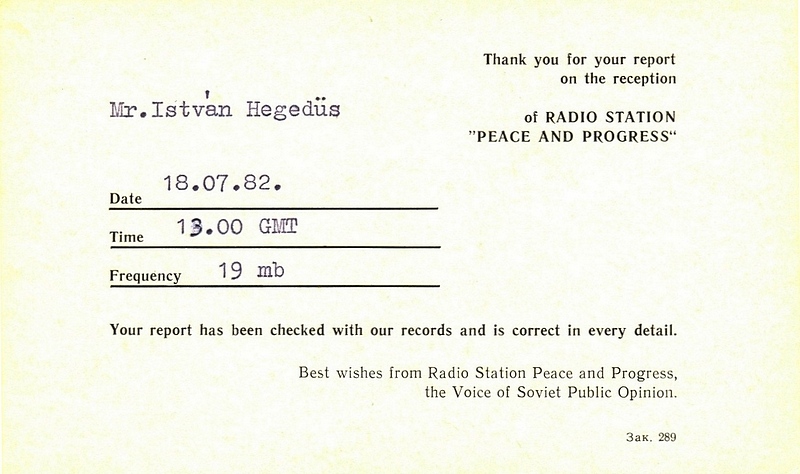 Thank you for your report
on the reception
of RADIO STATION
"PEACE AND PROGRESS“
Mr.István Hegedüs
Date 18.07.82.
Time 13.00 GMT
Frequency 19 mb
Your report has been checked with our records and is correct in every detail.
Best wishes from Radio Station Peace and Progress,
the Voice of Soviet Public Opinion.
Зак. 289